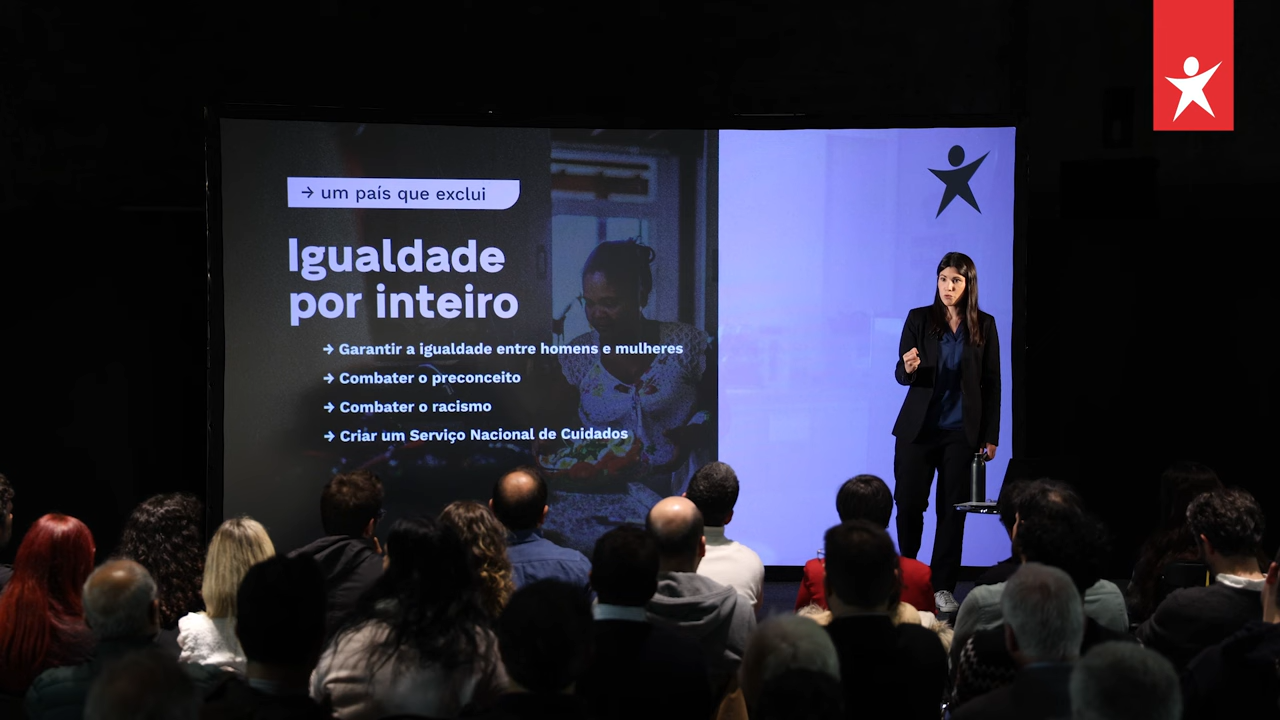 → um país que exclui
Igualdade
por inteiro
→ Garantir a igualdade entre homens e mulheres
→ Combater o preconceito
→ Combater o racismo
→ Criar um Serviço Nacional de Cuidados